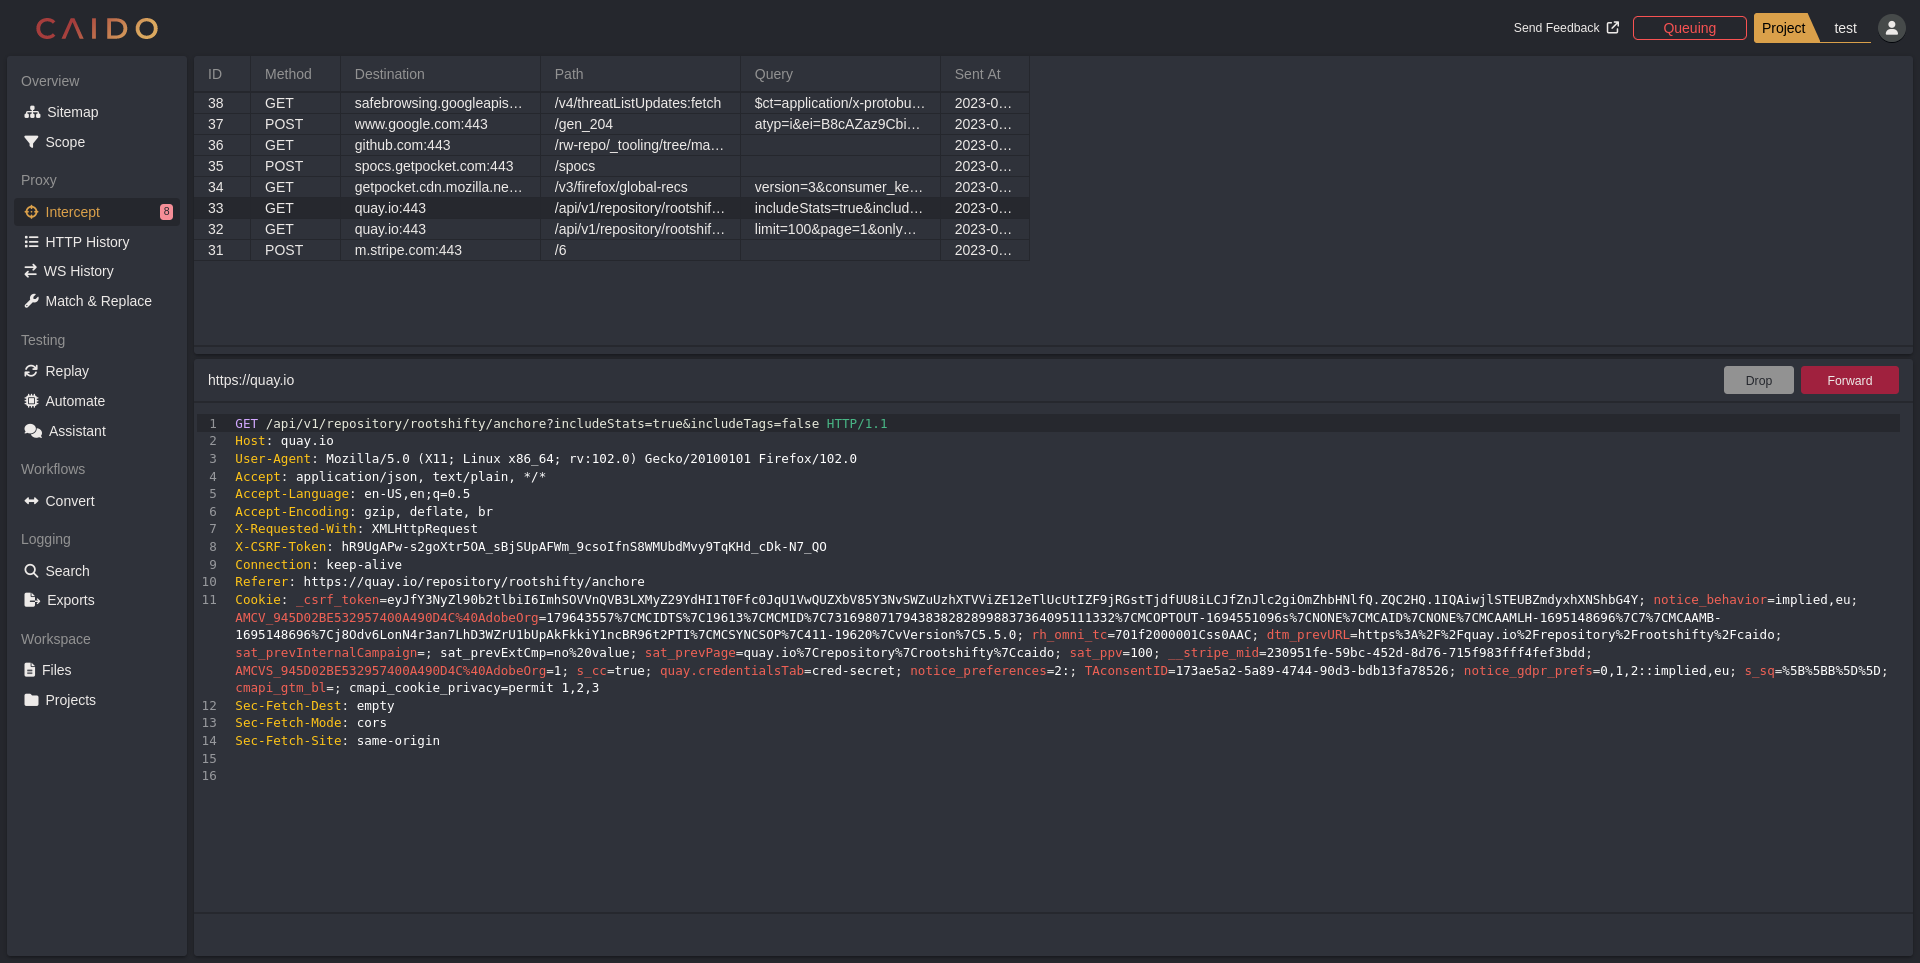 CAIDO
Send Feedback
Queuing
Project
test
Overview
Sitemap
Scope
Proxy
Intercept 8
HTTP History
WS History
Match & Replace
Testing
Replay
Automate
Assistant
Workflows
Convert
Logging
Search
Exports
Workspace
Files
Projects
ID Method Destination Path Query Sent At
38 GET safebrowsing.googleapis… /v4/threatListUpdates:fetch $ct=application/x-protobu… 2023-0…
37 POST www.google.com:443 /gen_204 atyp=i&ei=B8cAZaz9Cbi… 2023-0…
36 GET github.com:443 /rw-repo/_tooling/tree/ma… 2023-0…
35 POST spocs.getpocket.com:443 /spocs 2023-0…
34 GET getpocket.cdn.mozilla.ne… /v3/firefox/global-recs version=3&consumer_ke… 2023-0…
33 GET quay.io:443 /api/v1/repository/rootshif… includeStats=true&includ… 2023-0…
32 GET quay.io:443 /api/v1/repository/rootshif… limit=100&page=1&only… 2023-0…
31 POST m.stripe.com:443 /6 2023-0…
https://quay.io
Drop
Forward
1 GET /api/v1/repository/rootshifty/anchore?includeStats=true&includeTags=false HTTP/1.1
2 Host: quay.io
3 User-Agent: Mozilla/5.0 (X11; Linux x86_64; rv:102.0) Gecko/20100101 Firefox/102.0
4 Accept: application/json, text/plain, */*
5 Accept-Language: en-US,en;q=0.5
6 Accept-Encoding: gzip, deflate, br
7 X-Requested-With: XMLHttpRequest
8 X-CSRF-Token: hR9UgAPw-s2goXtr5OA_sBjSUpAFWm_9csoIfnS8WMUbdMvy9TqKHd_cDk-N7_QO
9 Connection: keep-alive
10 Referer: https://quay.io/repository/rootshifty/anchore
11 Cookie: _csrf_token=eyJfY3NyZl90b2tlbiI6ImhSOVVnQVB3LXMyZ29YdHI1T0Ffc0JqU1VwQUZXbV85Y3NvSWZuUzhXTVViZE12eTlUcUtIZF9jRGstTjdfUU8iLCJfZnJlc2giOmZhbHNlfQ.ZQC2HQ.1IQAiwjlSTEUBZmdyxhXNShbG4Y; notice_behavior=implied,eu;
AMCV_945D02BE532957400A490D4C%40AdobeOrg=179643557%7CMCIDTS%7C19613%7CMCMID%7C73169807179438382828998837364095111332%7CMCOPTOUT-1694551096s%7CNONE%7CMCAID%7CNONE%7CMCAAMLH-1695148696%7C7%7CMCAAMB-
1695148696%7Cj8Odv6LonN4r3an7LhD3WZrU1bUpAkFkkiY1ncBR96t2PTI%7CMCSYNCSOP%7C411-19620%7CvVersion%7C5.5.0; rh_omni_tc=701f2000001Css0AAC; dtm_prevURL=https%3A%2F%2Fquay.io%2Frepository%2Frootshifty%2Fcaido;
sat_prevInternalCampaign=; sat_prevExtCmp=no%20value; sat_prevPage=quay.io%7Crepository%7Crootshifty%7Ccaido; sat_ppv=100; __stripe_mid=230951fe-59bc-452d-8d76-715f983fff4fef3bdd;
AMCVS_945D02BE532957400A490D4C%40AdobeOrg=1; s_cc=true; quay.credentialsTab=cred-secret; notice_preferences=2:; TAconsentID=173ae5a2-5a89-4744-90d3-bdb13fa78526; notice_gdpr_prefs=0,1,2::implied,eu; s_sq=%5B%5BB%5D%5D;
cmapi_gtm_bl=; cmapi_cookie_privacy=permit 1,2,3
12 Sec-Fetch-Dest: empty
13 Sec-Fetch-Mode: cors
14 Sec-Fetch-Site: same-origin
15
16